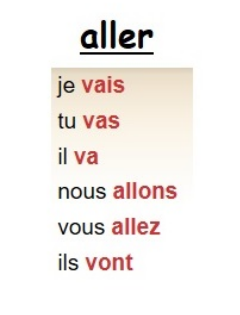 aller
je vais
tu vas
il va
nous allons
vous allez
ils vont